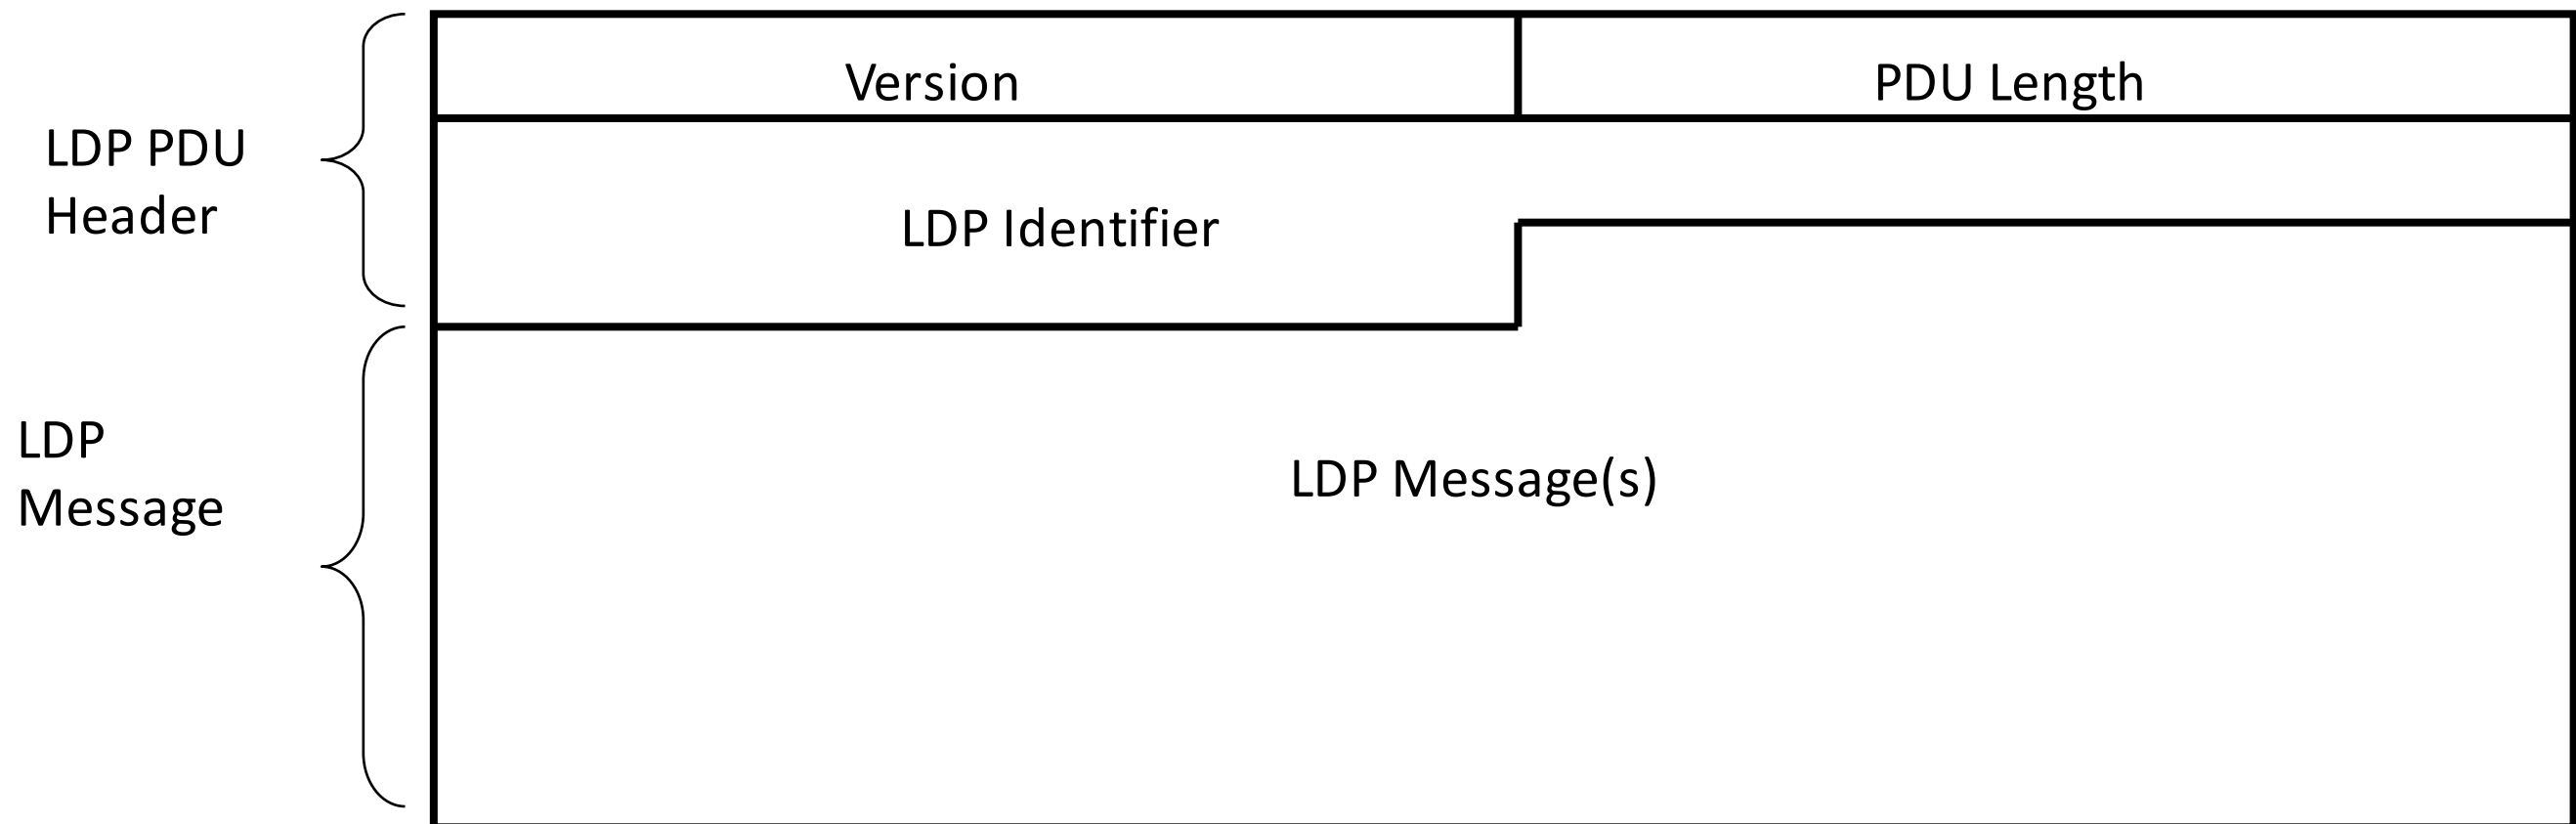 Version
PDU Length
LDP PDU
Header
LDP Identifier
LDP
Message
LDP Message(s)